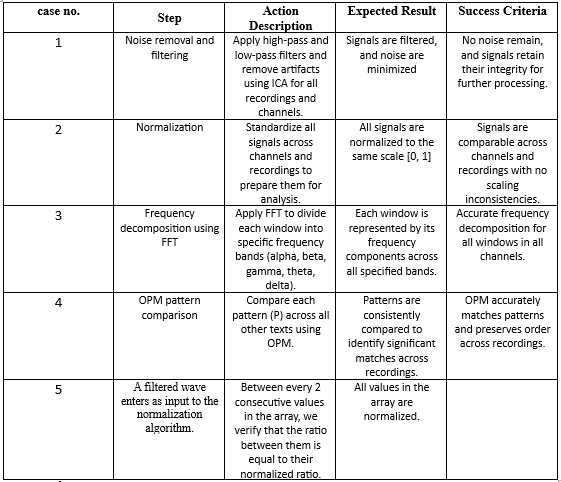 case no. Step Action Description Expected Result Success Criteria
1
Noise removal and
filtering
Apply high-pass and
low-pass filters and
remove artifacts
using ICA for all
recordings and
channels.
Signals are filtered,
and noise are
minimized
No noise remain,
and signals retain
their integrity for
further processing.
2
Normalization
Standardize all
signals across
channels and
recordings to
prepare them for
analysis.
All signals are
normalized to the
same scale [0, 1]
Signals are
comparable across
channels and
recordings with no
scaling
inconsistencies.
3
Frequency
decomposition using
FFT
Apply FFT to divide
each window into
specific frequency
bands (alpha, beta,
gamma, theta,
delta).
Each window is
represented by its
frequency
components across
all specified bands.
Accurate frequency
decomposition for
all windows in all
channels.
4
OPM pattern
comparison
Compare each
pattern (P) across all
other texts using
OPM.
Patterns are
consistently
compared to
identify significant
matches across
recordings.
OPM accurately
matches patterns
and preserves order
across recordings.
5
A filtered wave
enters as input to the
normalization
algorithm.
Between every 2
consecutive values
in the array, we
verify that the ratio
between them is
equal to their
normalized ratio.
All values in the
array are
normalized.